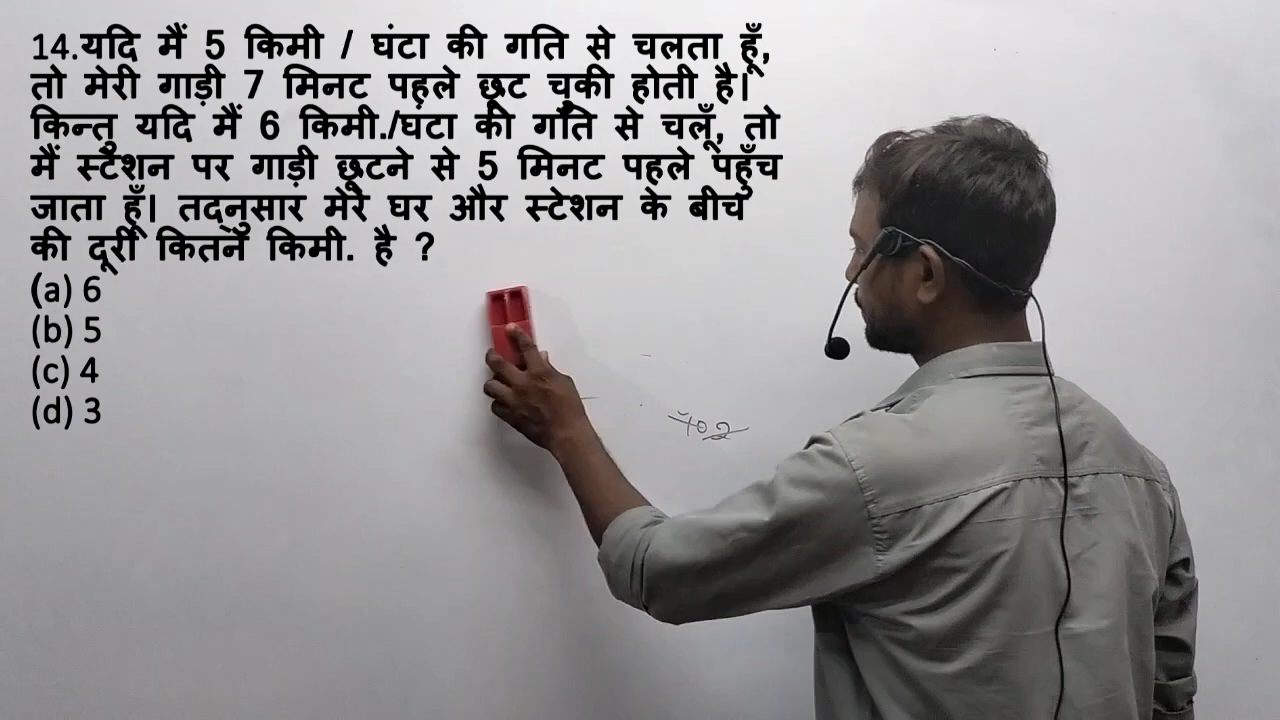 14.यदि मैं 5 किमी / घंटा की गति से चलता हूँ,
तो मेरी गाड़ी 7 मिनट पहले छूट चुकी होती है।
किन्तु यदि मैं 6 किमी./घंटा की गति से चलूँ, तो
मैं स्टेशन पर गाड़ी छूटने से 5 मिनट पहले पहुँच
जाता हूँ। तद्नुसार मेरे घर और स्टेशन के बीच
की दूरी कितने किमी. है ?
(a) 6
(b) 5
(c) 4
(d) 3